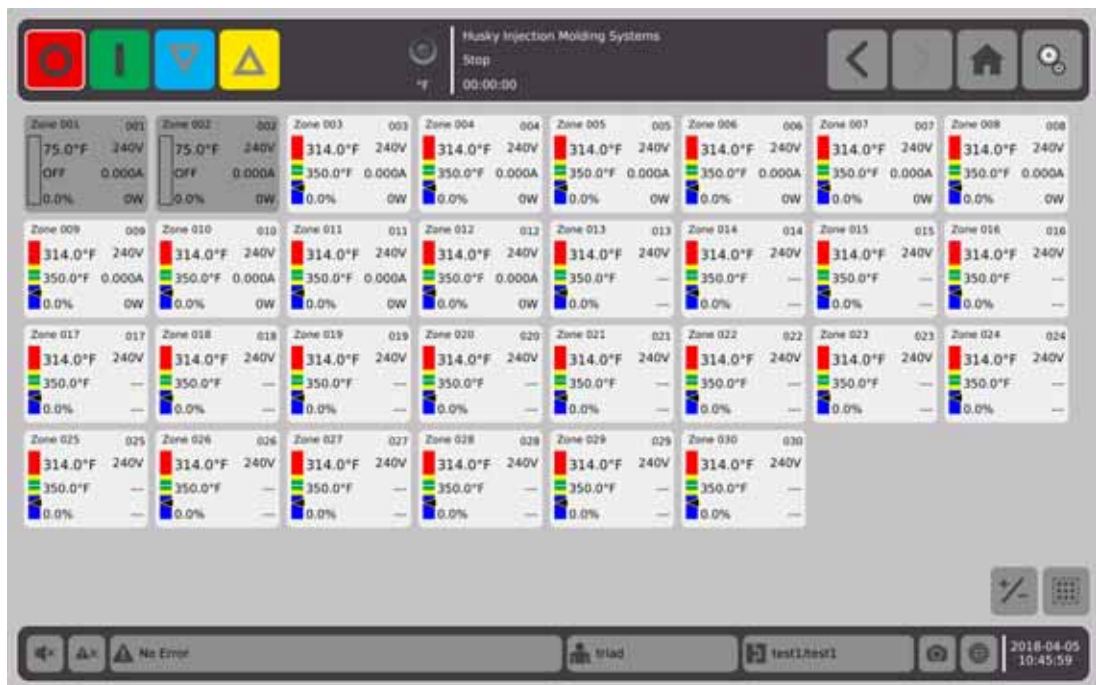 Husky Injection Molding Systems
Stop
°F 00:00:00
Zone 001 001 Zone 002 002 Zone 003 003 Zone 004 004 Zone 005 005 Zone 006 006 Zone 007 007 Zone 008 008
75.0°F 240V 75.0°F 240V 314.0°F 240V 314.0°F 240V 314.0°F 240V 314.0°F 240V 314.0°F 240V 314.0°F 240V
OFF 0.000A OFF 0.000A 350.0°F 0.000A 350.0°F 0.000A 350.0°F 0.000A 350.0°F 0.000A 350.0°F 0.000A 350.0°F 0.000A
0.0% 0W 0.0% 0W 0.0% 0W 0.0% 0W 0.0% 0W 0.0% 0W 0.0% 0W 0.0% 0W
Zone 009 009 Zone 010 010 Zone 011 011 Zone 012 012 Zone 013 013 Zone 014 014 Zone 015 015 Zone 016 016
314.0°F 240V 314.0°F 240V 314.0°F 240V 314.0°F 240V 314.0°F 240V 314.0°F 240V 314.0°F 240V 314.0°F 240V
350.0°F 0.000A 350.0°F 0.000A 350.0°F 0.000A 350.0°F 0.000A 350.0°F --- 350.0°F --- 350.0°F --- 350.0°F ---
0.0% 0W 0.0% 0W 0.0% 0W 0.0% 0W 0.0% --- 0.0% --- 0.0% --- 0.0% ---
Zone 017 017 Zone 018 018 Zone 019 019 Zone 020 020 Zone 021 021 Zone 022 022 Zone 023 023 Zone 024 024
314.0°F 240V 314.0°F 240V 314.0°F 240V 314.0°F 240V 314.0°F 240V 314.0°F 240V 314.0°F 240V 314.0°F 240V
350.0°F --- 350.0°F --- 350.0°F --- 350.0°F --- 350.0°F --- 350.0°F --- 350.0°F --- 350.0°F ---
0.0% --- 0.0% --- 0.0% --- 0.0% --- 0.0% --- 0.0% --- 0.0% --- 0.0% ---
Zone 025 025 Zone 026 026 Zone 027 027 Zone 028 028 Zone 029 029 Zone 030 030
314.0°F 240V 314.0°F 240V 314.0°F 240V 314.0°F 240V 314.0°F 240V 314.0°F 240V
350.0°F --- 350.0°F --- 350.0°F --- 350.0°F --- 350.0°F --- 350.0°F ---
0.0% --- 0.0% --- 0.0% --- 0.0% --- 0.0% --- 0.0% ---
+/-
No Error triad test1/test1 2018-04-05
10:45:59